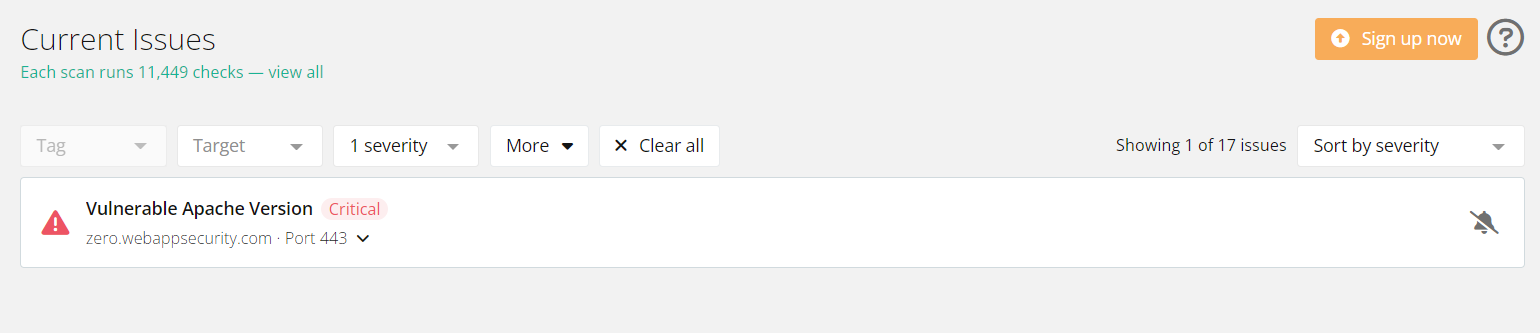 Current Issues
Sign up now
Each scan runs 11,449 checks — view all
Tag
Target
1 severity
More
Clear all
Showing 1 of 17 issues
Sort by severity
Vulnerable Apache Version Critical
zero.webappsecurity.com · Port 443